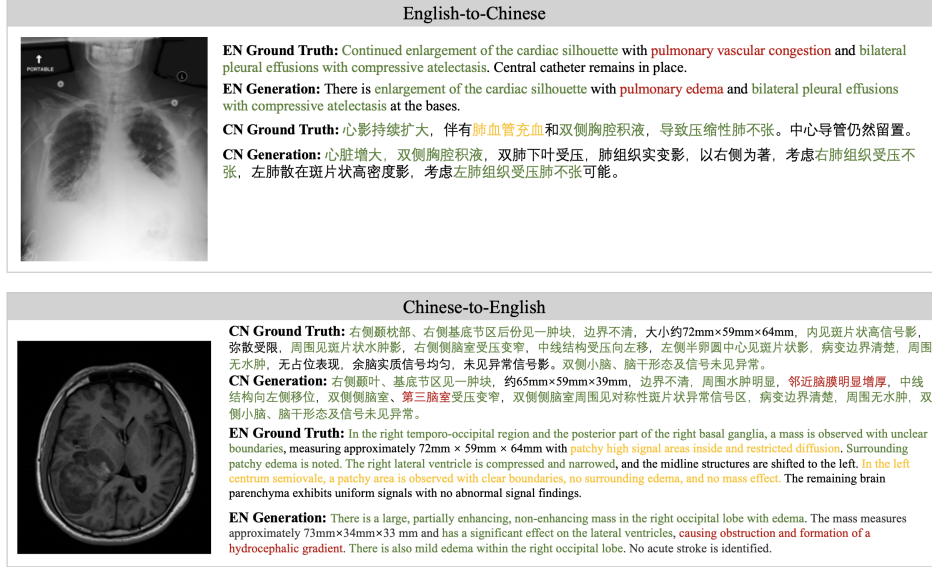 English-to-Chinese
PORTABLE
EN Ground Truth: Continued enlargement of the cardiac silhouette with pulmonary vascular congestion and bilateral
pleural effusions with compressive atelectasis. Central catheter remains in place.
EN Generation: There is enlargement of the cardiac silhouette with pulmonary edema and bilateral pleural effusions
with compressive atelectasis at the bases.
CN Ground Truth: 心影持续扩大，伴有肺血管充血和双侧胸腔积液，导致压缩性肺不张。中心导管仍然留置。
CN Generation: 心脏增大，双侧胸腔积液，双肺下叶受压，肺组织实变影，以右侧为著，考虑右肺组织受压不
张，左肺散在斑片状高密度影，考虑左肺组织受压肺不张可能。
Chinese-to-English
CN Ground Truth: 右侧颞枕部、右侧基底节区后份见一肿块，边界不清，大小约72mm×59mm×64mm，内见斑片状高信号影，
弥散受限，周围见斑片状水肿影，右侧侧脑室受压变窄，中线结构受压向左移，左侧半卵圆中心见斑片状影，病变边界清楚，周围
无水肿，无占位表现，余脑实质信号均匀，未见异常信号影。双侧小脑、脑干形态及信号未见异常。
CN Generation: 右侧颞叶、基底节区见一肿块，约65mm×59mm×39mm，边界不清，周围水肿明显，邻近脑膜明显增厚，中线
结构向左侧移位，双侧侧脑室、第三脑室受压变窄，双侧侧脑室周围见对称性斑片状异常信号区，病变边界清楚，周围无水肿，双
侧小脑、脑干形态及信号未见异常。
EN Ground Truth: In the right temporo-occipital region and the posterior part of the right basal ganglia, a mass is observed with unclear
boundaries, measuring approximately 72mm × 59mm × 64mm with patchy high signal areas inside and restricted diffusion. Surrounding
patchy edema is noted. The right lateral ventricle is compressed and narrowed, and the midline structures are shifted to the left. In the left
centrum semiovale, a patchy area is observed with clear boundaries, no surrounding edema, and no mass effect. The remaining brain
parenchyma exhibits uniform signals with no abnormal signal findings.
EN Generation: There is a large, partially enhancing, non-enhancing mass in the right occipital lobe with edema. The mass measures
approximately 73mm×34mm×33 mm and has a significant effect on the lateral ventricles, causing obstruction and formation of a
hydrocephalic gradient. There is also mild edema within the right occipital lobe. No acute stroke is identified.